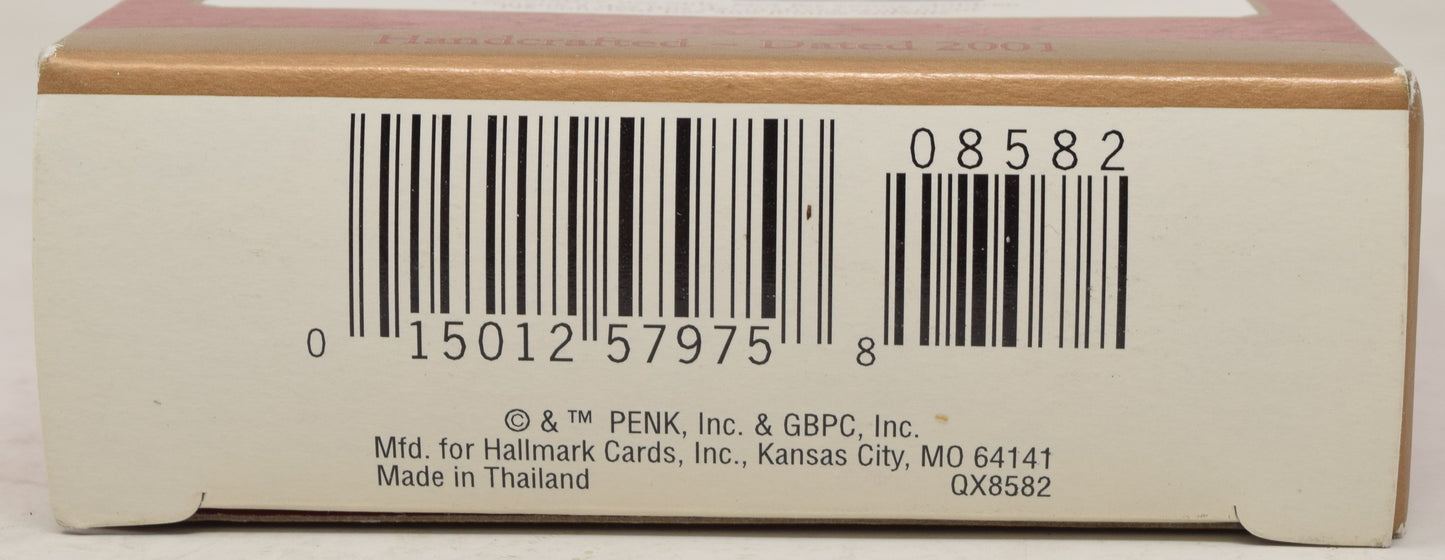 Handcrafted – Dated 2001
08582
0 15012 57975 8
© & ™ PENK, Inc. & GBPC, Inc.
Mfd. for Hallmark Cards, Inc., Kansas City, MO 64141
Made in Thailand QX8582